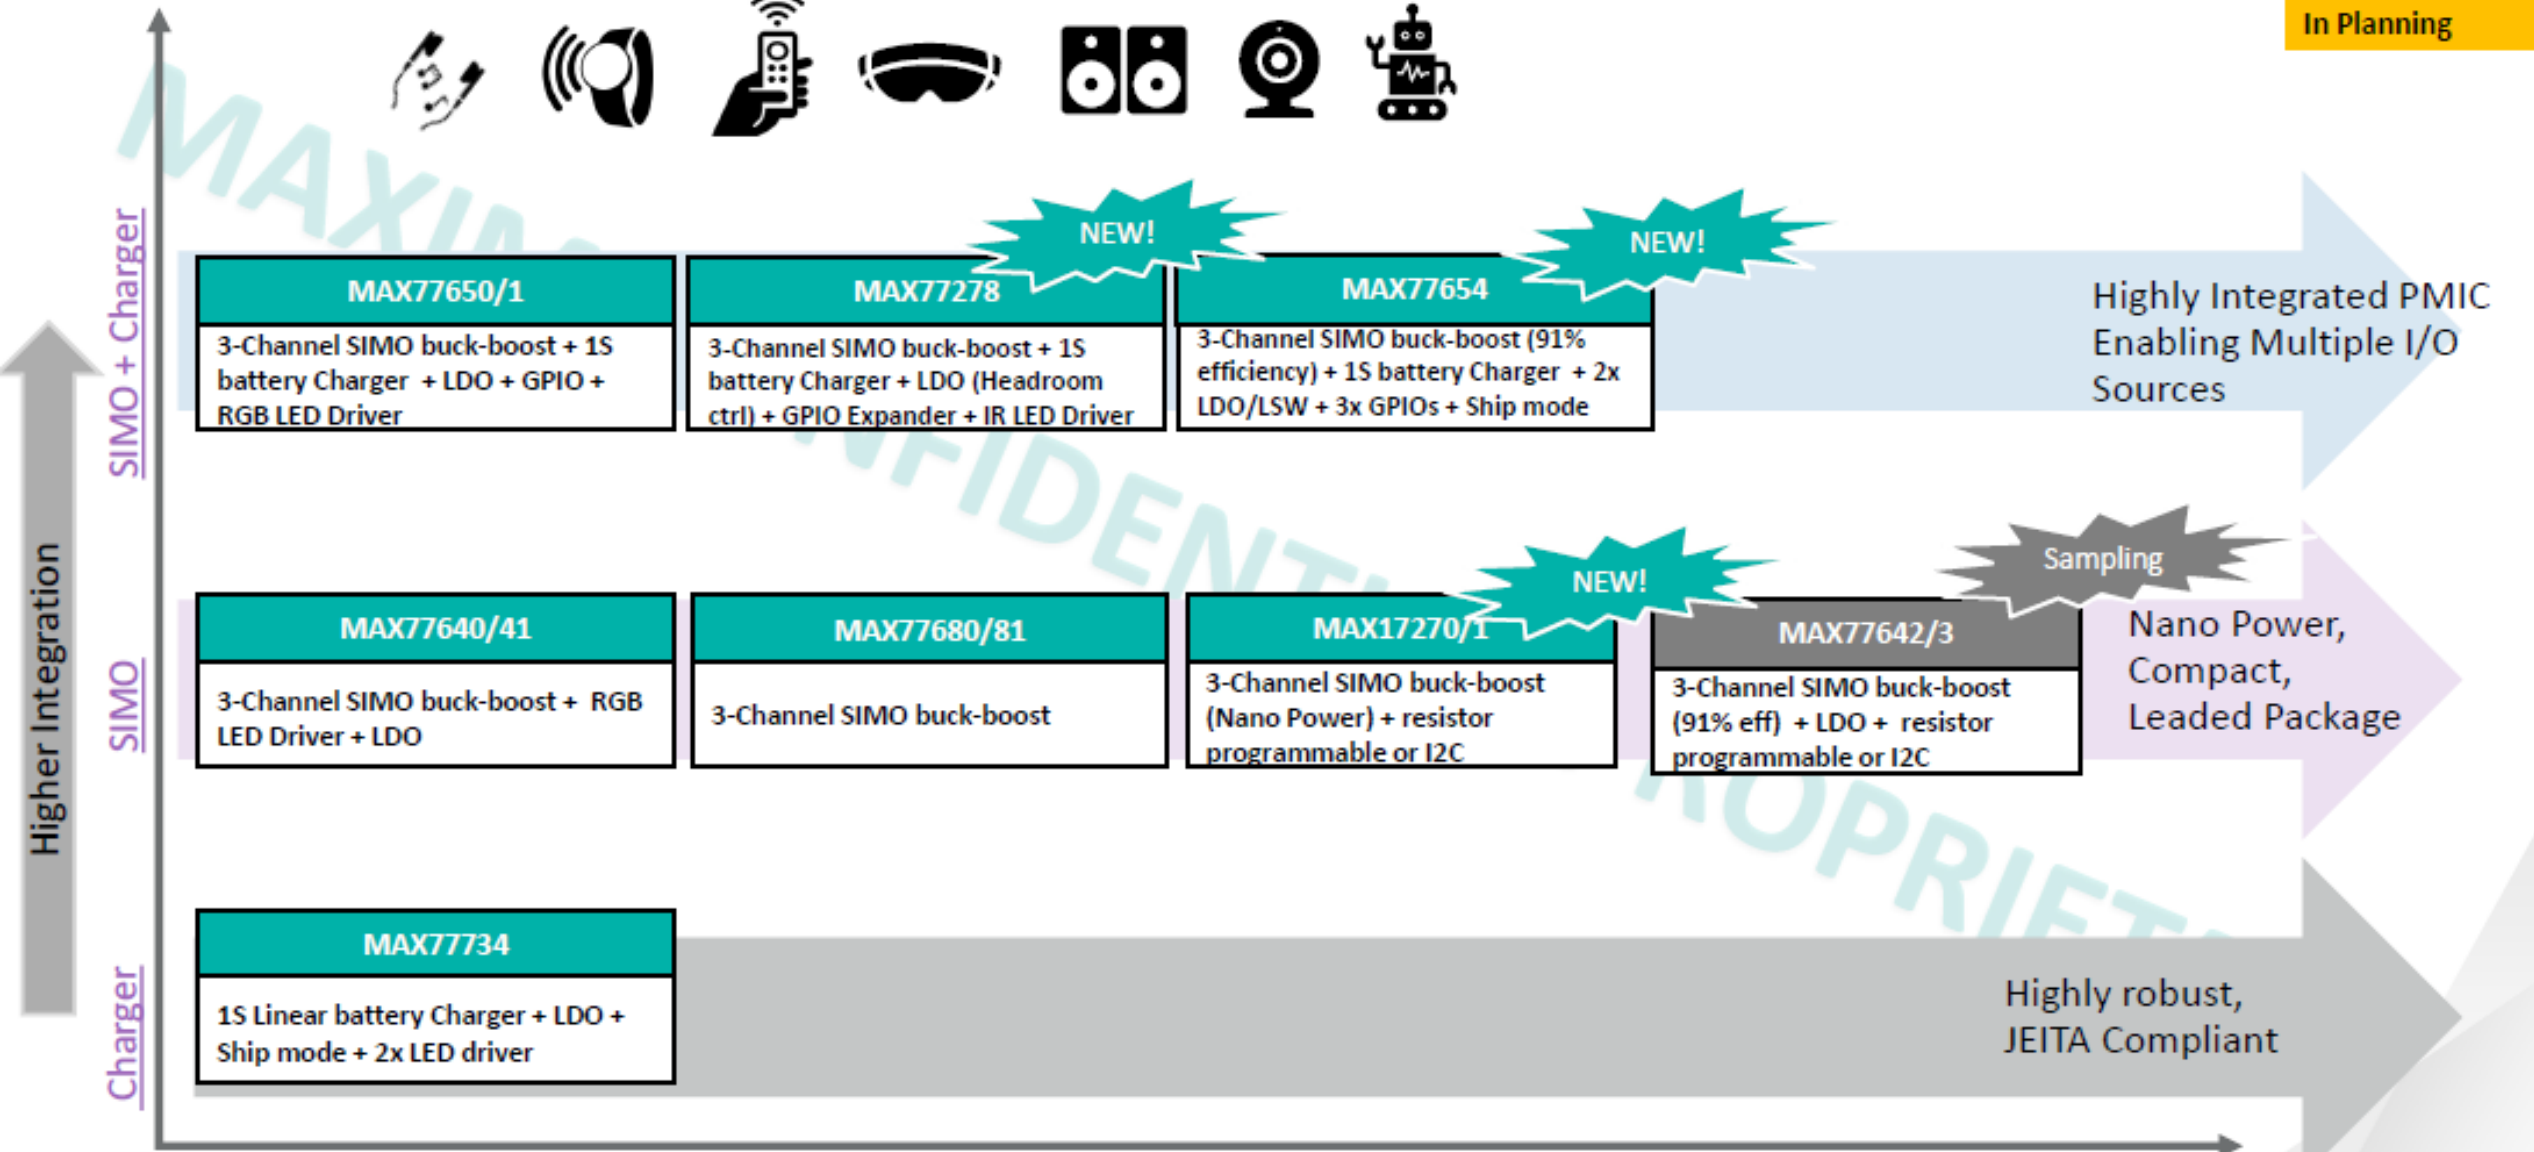 In Planning
MAXIM CONFIDENTIAL PROPRIETA
SIMO + Charger
NEW!
NEW!
MAX77650/1
3-Channel SIMO buck-boost + 1S
battery Charger + LDO + GPIO +
RGB LED Driver
MAX77278
3-Channel SIMO buck-boost + 1S
battery Charger + LDO (Headroom
ctrl) + GPIO Expander + IR LED Driver
MAX77654
3-Channel SIMO buck-boost (91%
efficiency) + 1S battery Charger + 2x
LDO/LSW + 3x GPIOs + Ship mode
Highly Integrated PMIC
Enabling Multiple I/O
Sources
Higher Integration
SIMO
NEW!
Sampling
MAX77640/41
3-Channel SIMO buck-boost + RGB
LED Driver + LDO
MAX77680/81
3-Channel SIMO buck-boost
MAX17270/1
3-Channel SIMO buck-boost
(Nano Power) + resistor
programmable or I2C
MAX77642/3
3-Channel SIMO buck-boost
(91% eff) + LDO + resistor
programmable or I2C
Nano Power,
Compact,
Leaded Package
Charger
MAX77734
1S Linear battery Charger + LDO +
Ship mode + 2x LED driver
Highly robust,
JEITA Compliant